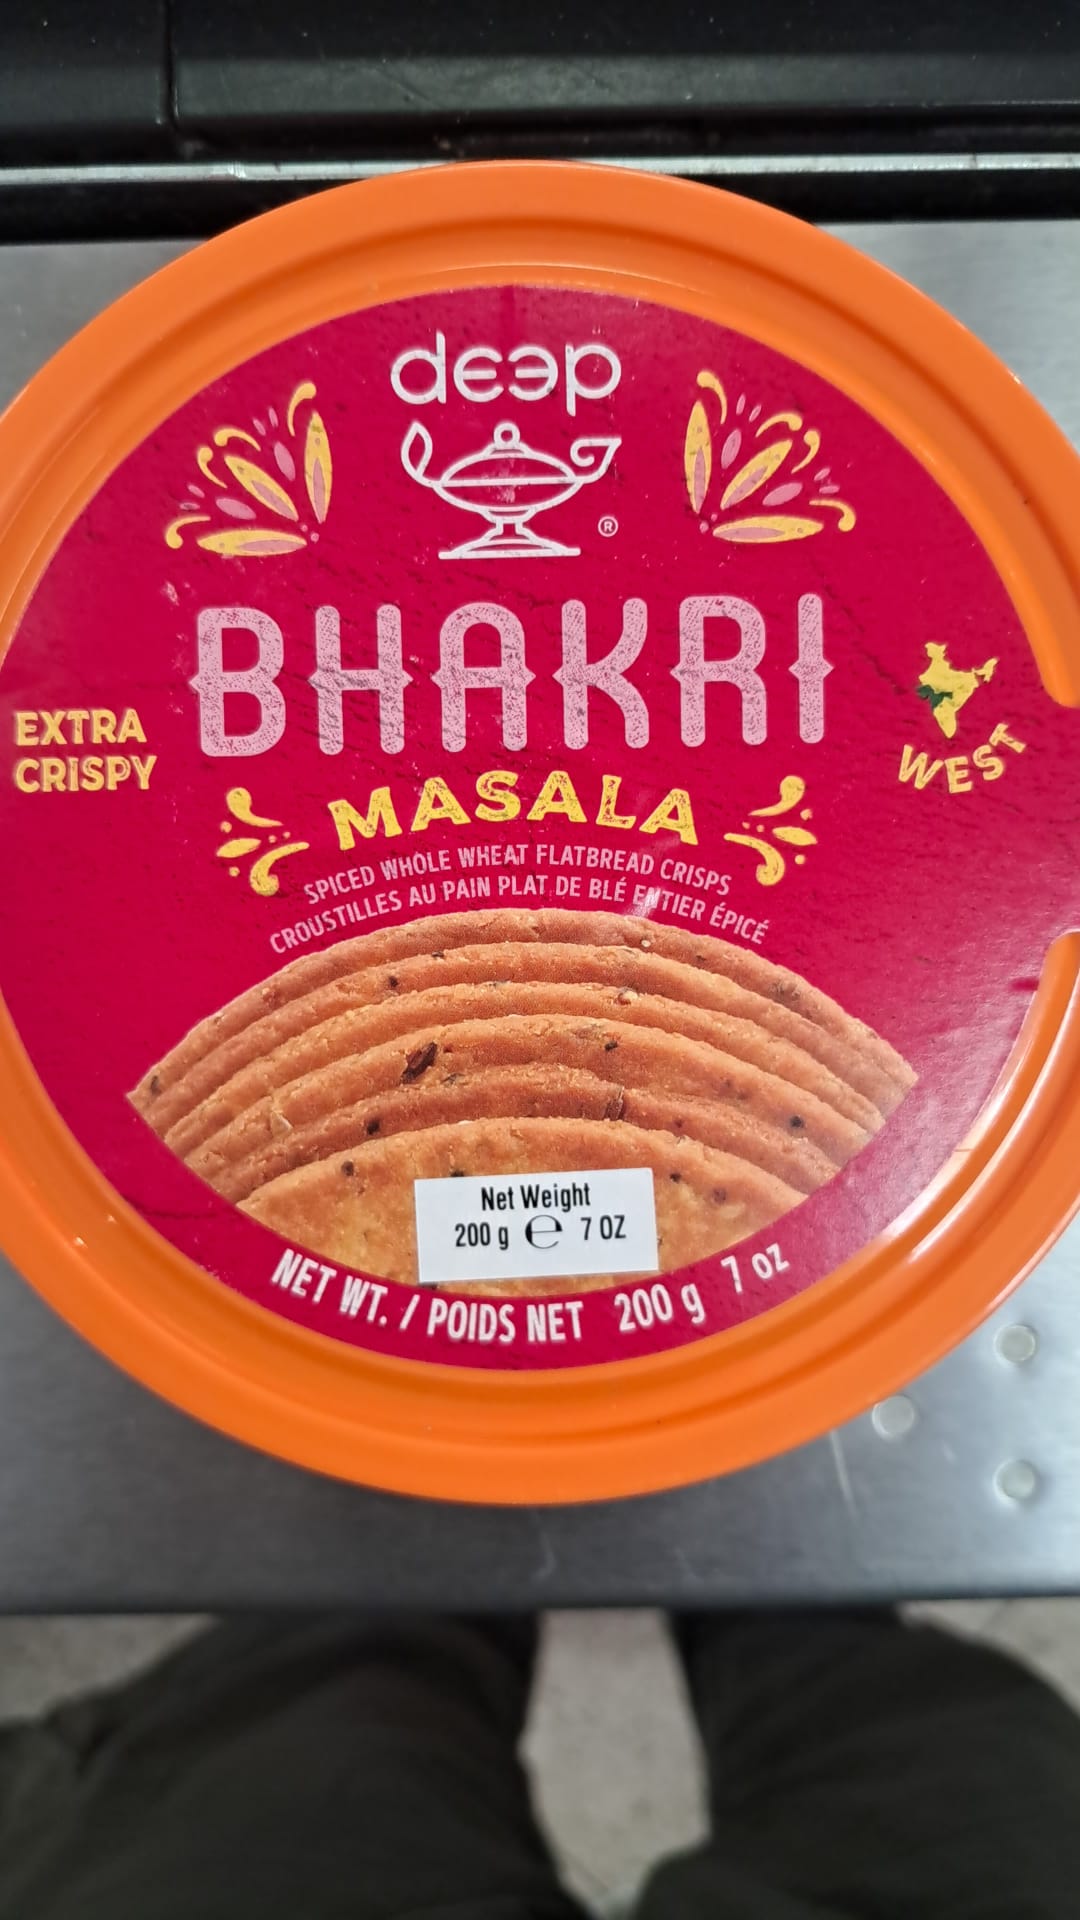 deep
®
BHAKRI
EXTRA
CRISPY
WEST
MASALA
SPICED WHOLE WHEAT FLATBREAD CRISPS
CROUSTILLES AU PAIN PLAT DE BLÉ ENTIER ÉPICÉ
Net Weight
200 g ℮ 7 OZ
NET WT. / POIDS NET 200 g 7 oz